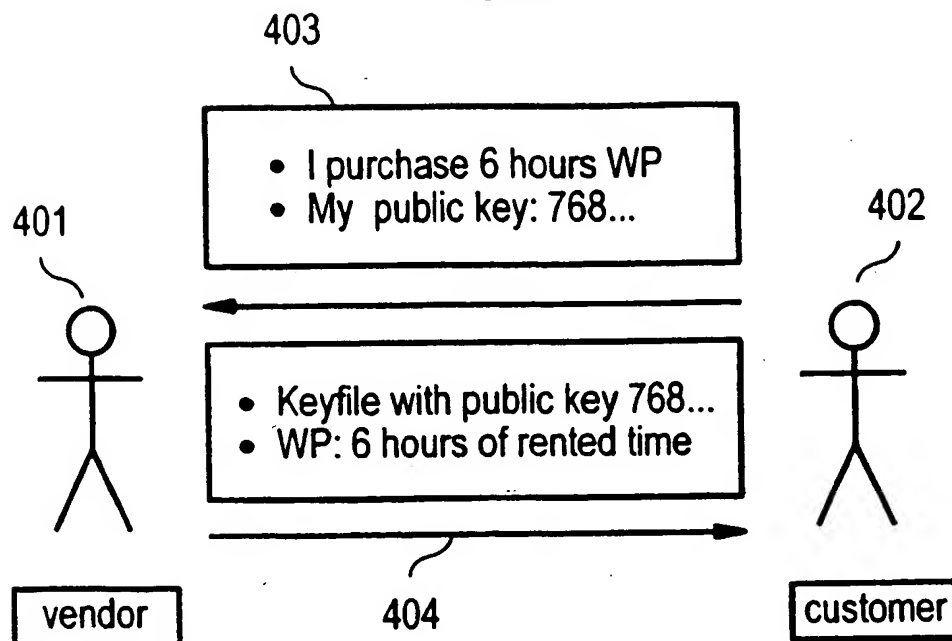 403
• I purchase 6 hours WP
• My public key: 768...
401
402
• Keyfile with public key 768...
• WP: 6 hours of rented time
vendor
404
customer